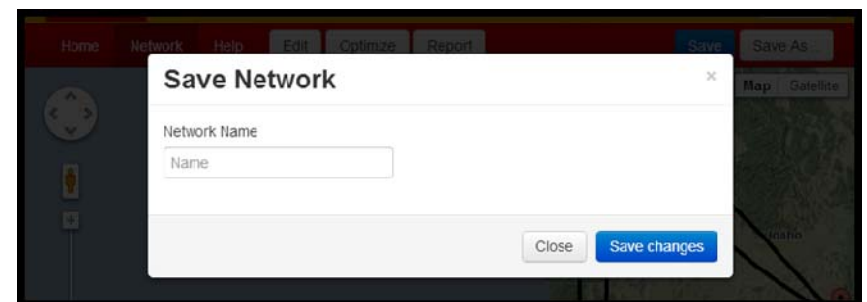 Home Network Help Edit Optimize Report Save Save As...
Save Network ×
Map Satellite
Network Name
Name
Idaho
Close Save changes